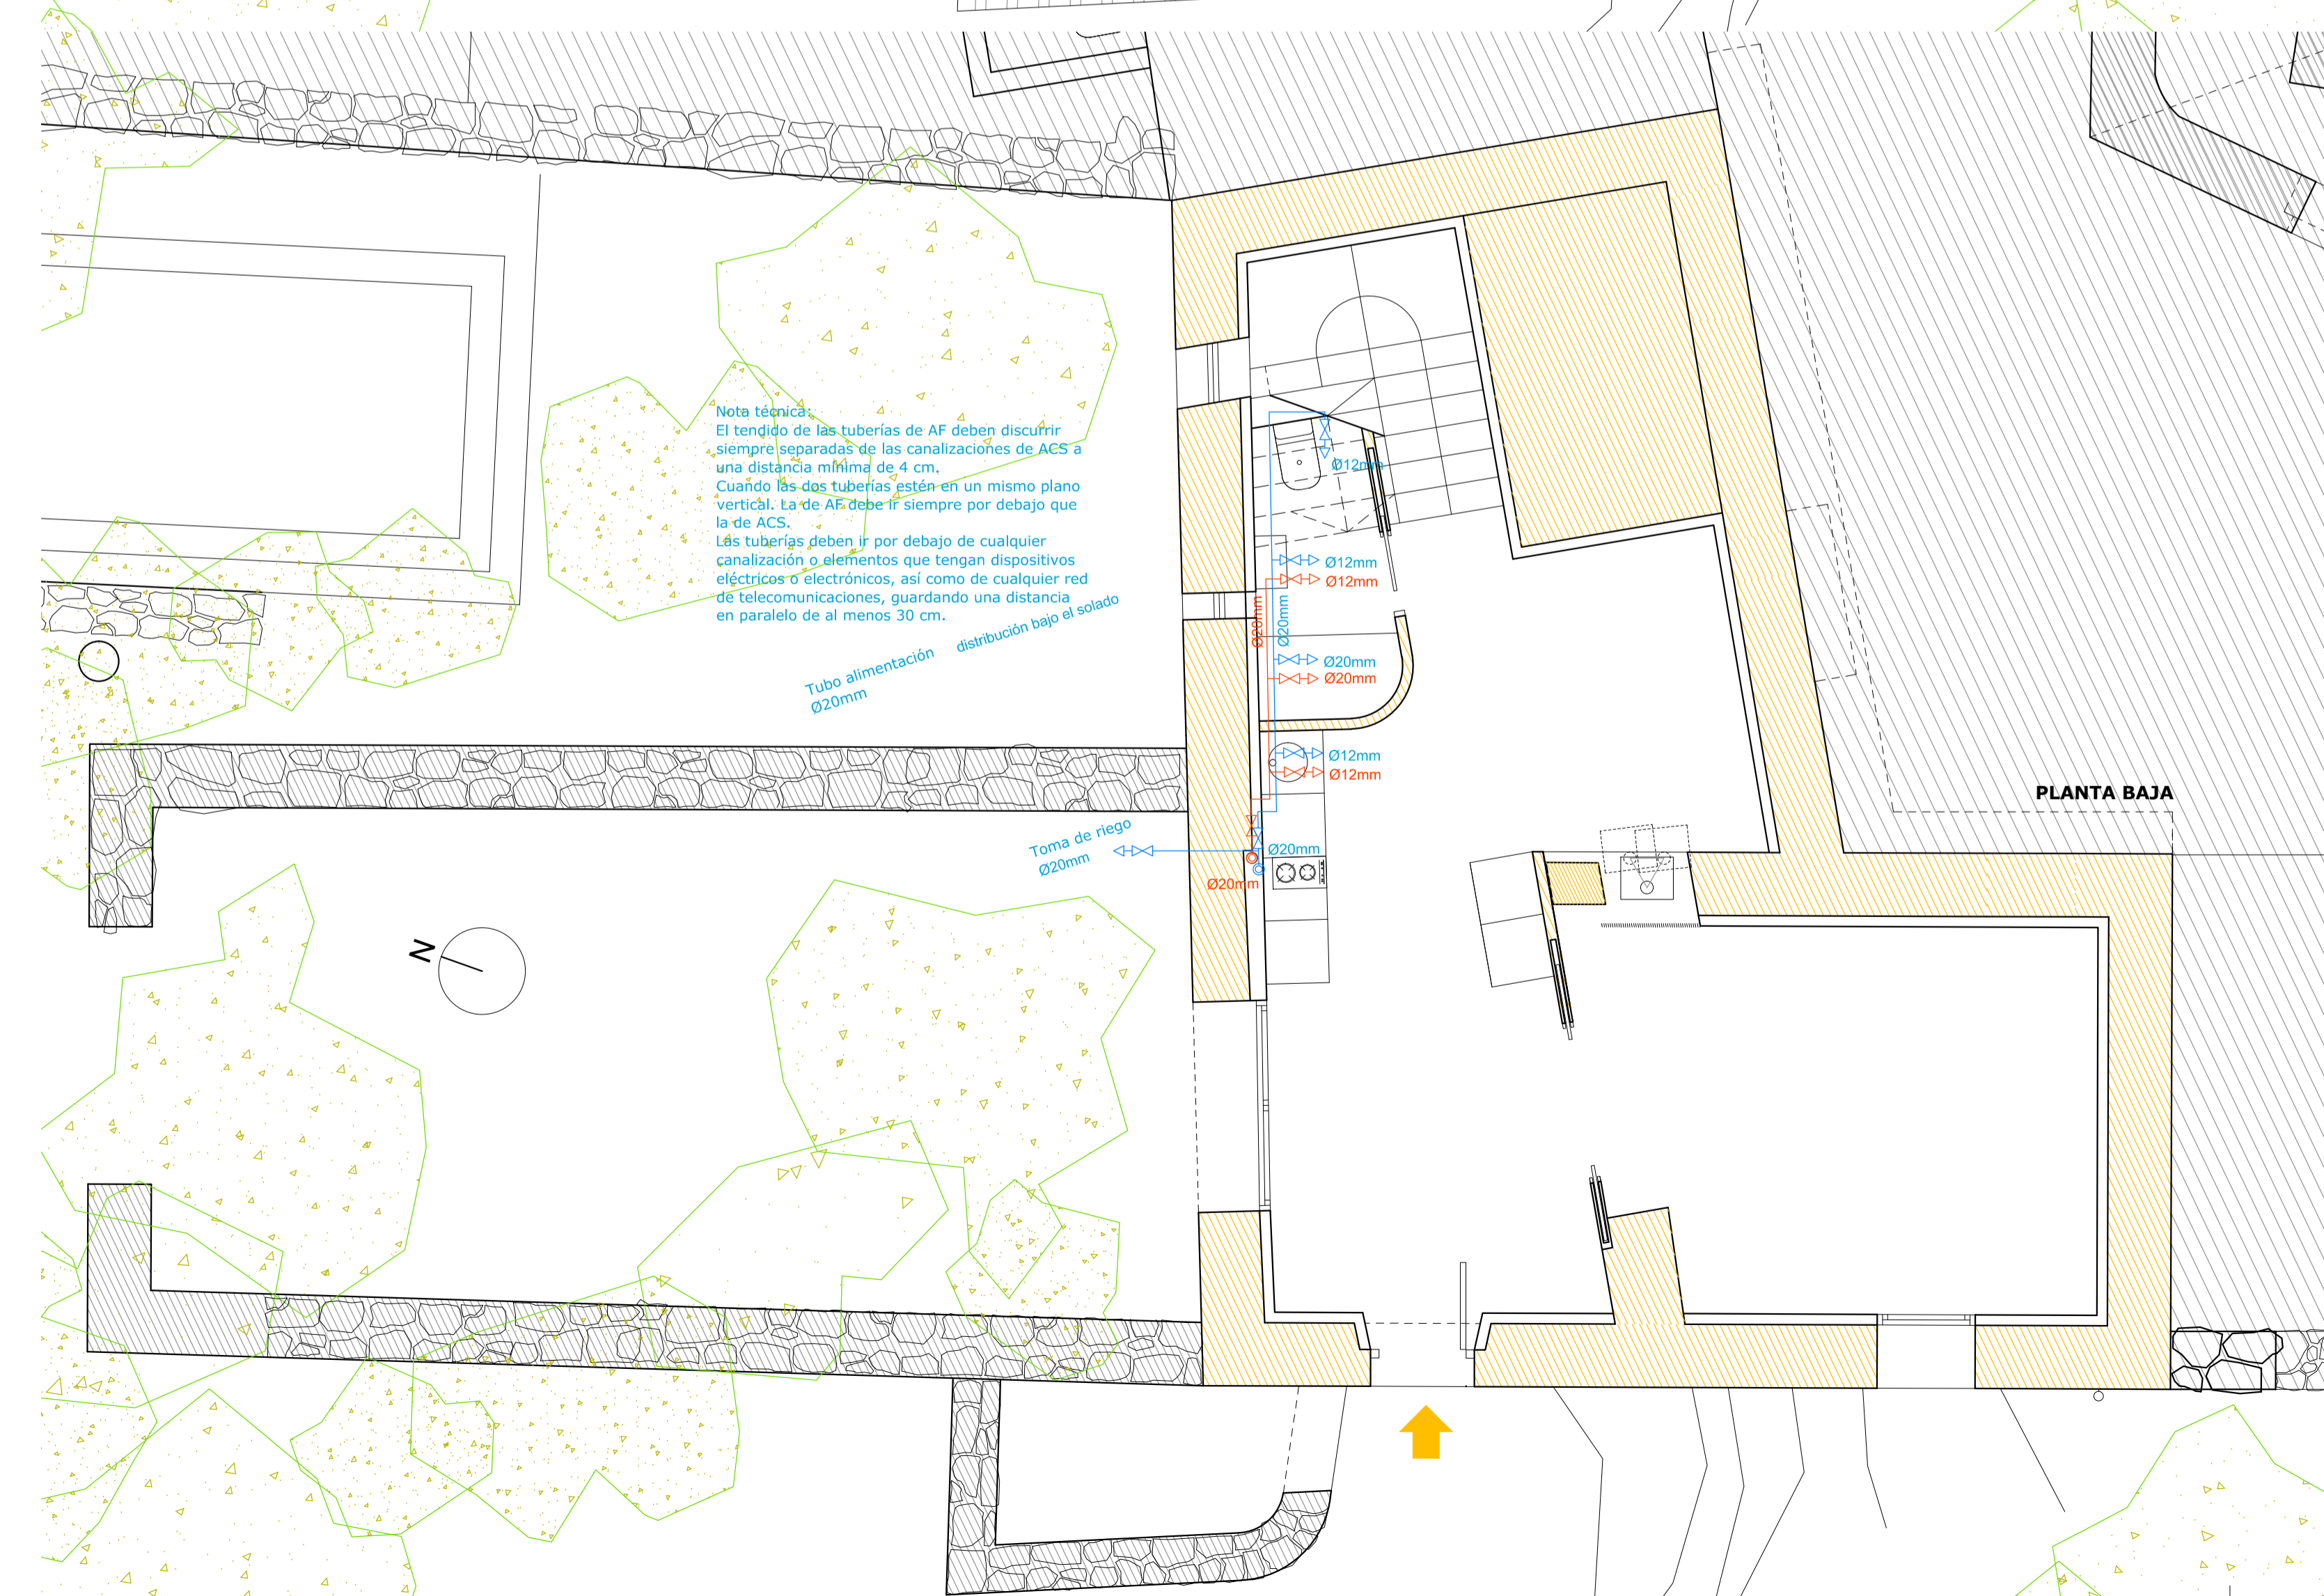 Nota técnica:
El tendido de las tuberías de AF deben discurrir
siempre separadas de las canalizaciones de ACS a
una distancia mínima de 4 cm.
Cuando las dos tuberías estén en un mismo plano
vertical. La de AF debe ir siempre por debajo que
la de ACS.
Las tuberías deben ir por debajo de cualquier
canalización o elementos que tengan dispositivos
eléctricos o electrónicos, así como de cualquier red
de telecomunicaciones, guardando una distancia
en paralelo de al menos 30 cm.
Tubo alimentación distribución bajo el solado
Ø20mm
Ø12mm
Ø12mm
Ø12mm
Ø20mm
Ø20mm
Ø20mm
Ø20mm
Ø12mm
Ø12mm
PLANTA BAJA
Toma de riego
Ø20mm
Ø20mm
Ø20mm
N